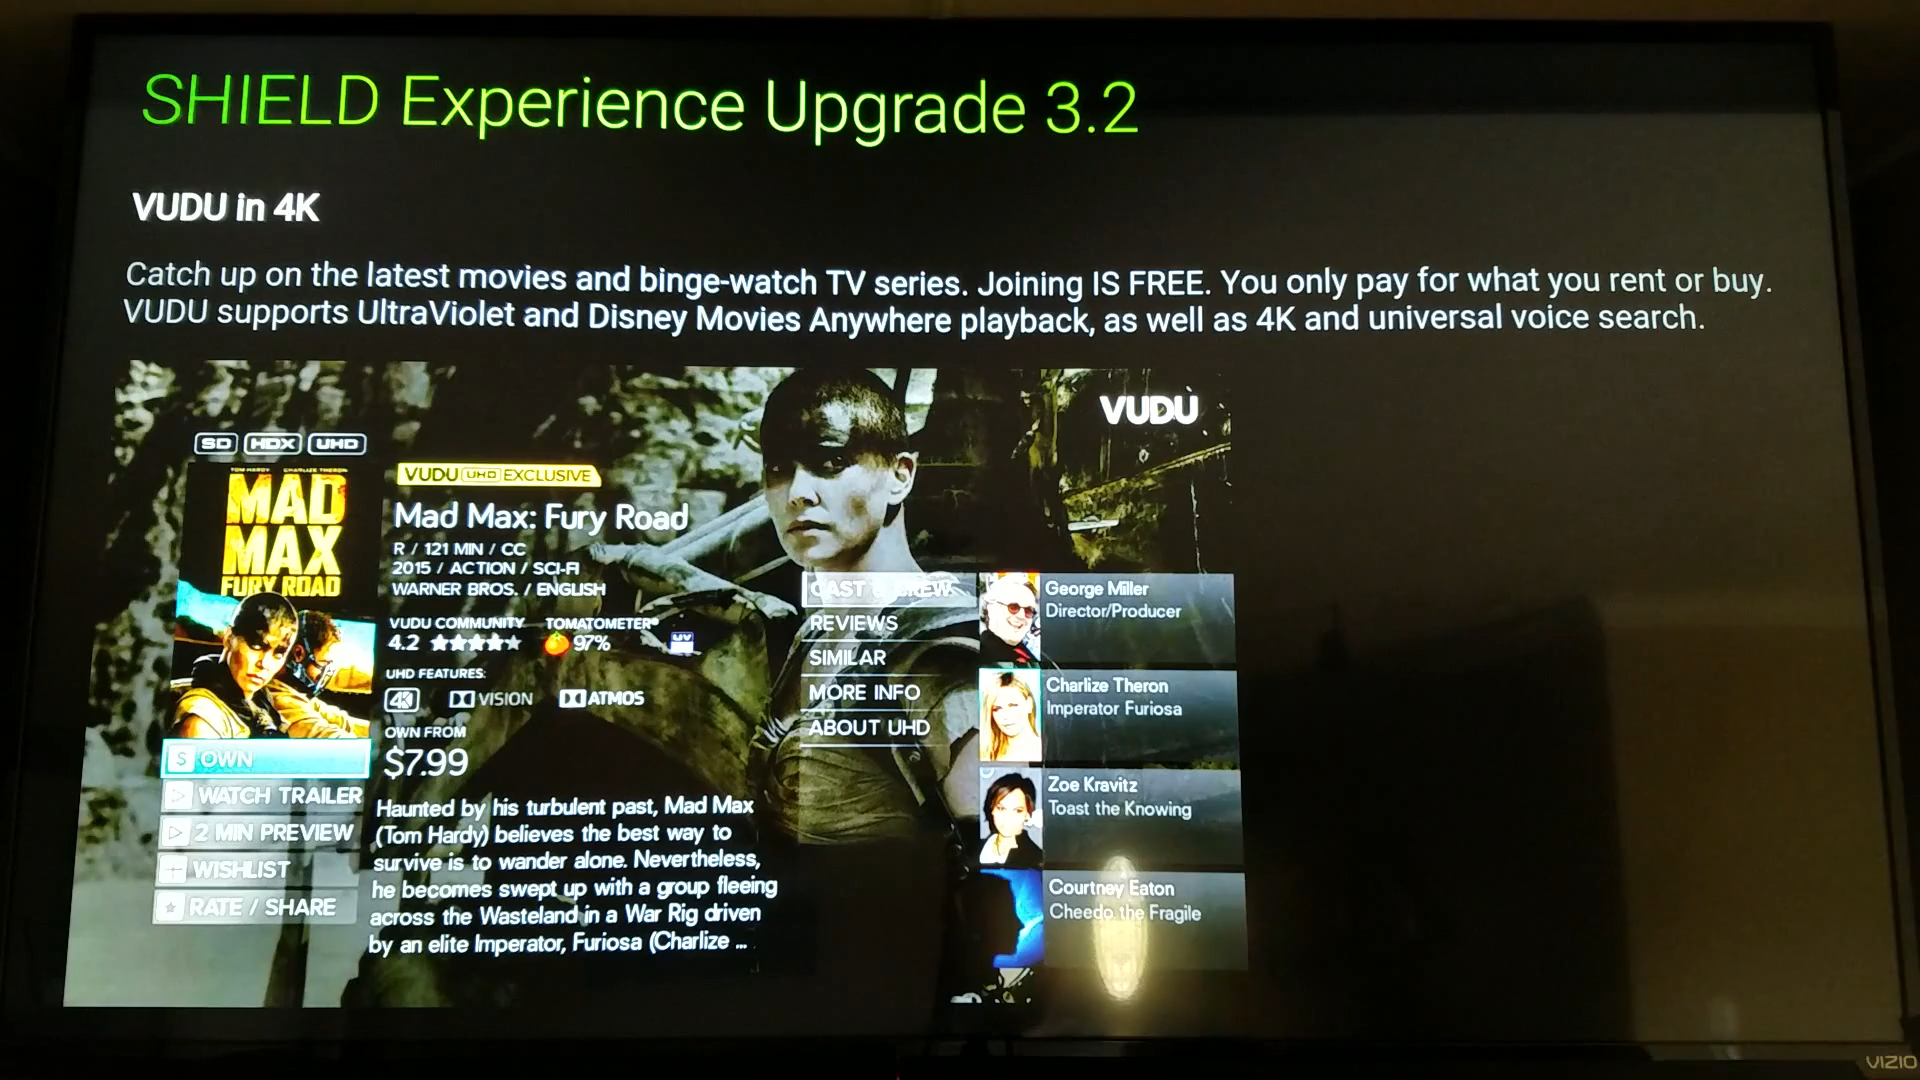 SHIELD Experience Upgrade 3.2
VUDU in 4K
Catch up on the latest movies and binge-watch TV series. Joining IS FREE. You only pay for what you rent or buy.
VUDU supports UltraViolet and Disney Movies Anywhere playback, as well as 4K and universal voice search.
VUDU
SD HDX UHD
TOM HARDY CHARLIZE THERON
MAD
MAX
FURY ROAD
S OWN
WATCH TRAILER
2 MIN PREVIEW
WISHLIST
RATE / SHARE
VUDU UHD EXCLUSIVE
Mad Max: Fury Road
R / 121 MIN / CC
2015 / ACTION / SCI-FI
WARNER BROS. / ENGLISH
VUDU COMMUNITY TOMATOMETER®
4.2 97% UV
UHD FEATURES:
4K VISION ATMOS
OWN FROM
$7.99
Haunted by his turbulent past, Mad Max
(Tom Hardy) believes the best way to
survive is to wander alone. Nevertheless,
he becomes swept up with a group fleeing
across the Wasteland in a War Rig driven
by an elite Imperator, Furiosa (Charlize ...
CAST & CREW
REVIEWS
SIMILAR
MORE INFO
ABOUT UHD
George Miller
Director/Producer
Charlize Theron
Imperator Furiosa
Zoe Kravitz
Toast the Knowing
Courtney Eaton
Cheedo the Fragile
VIZIO